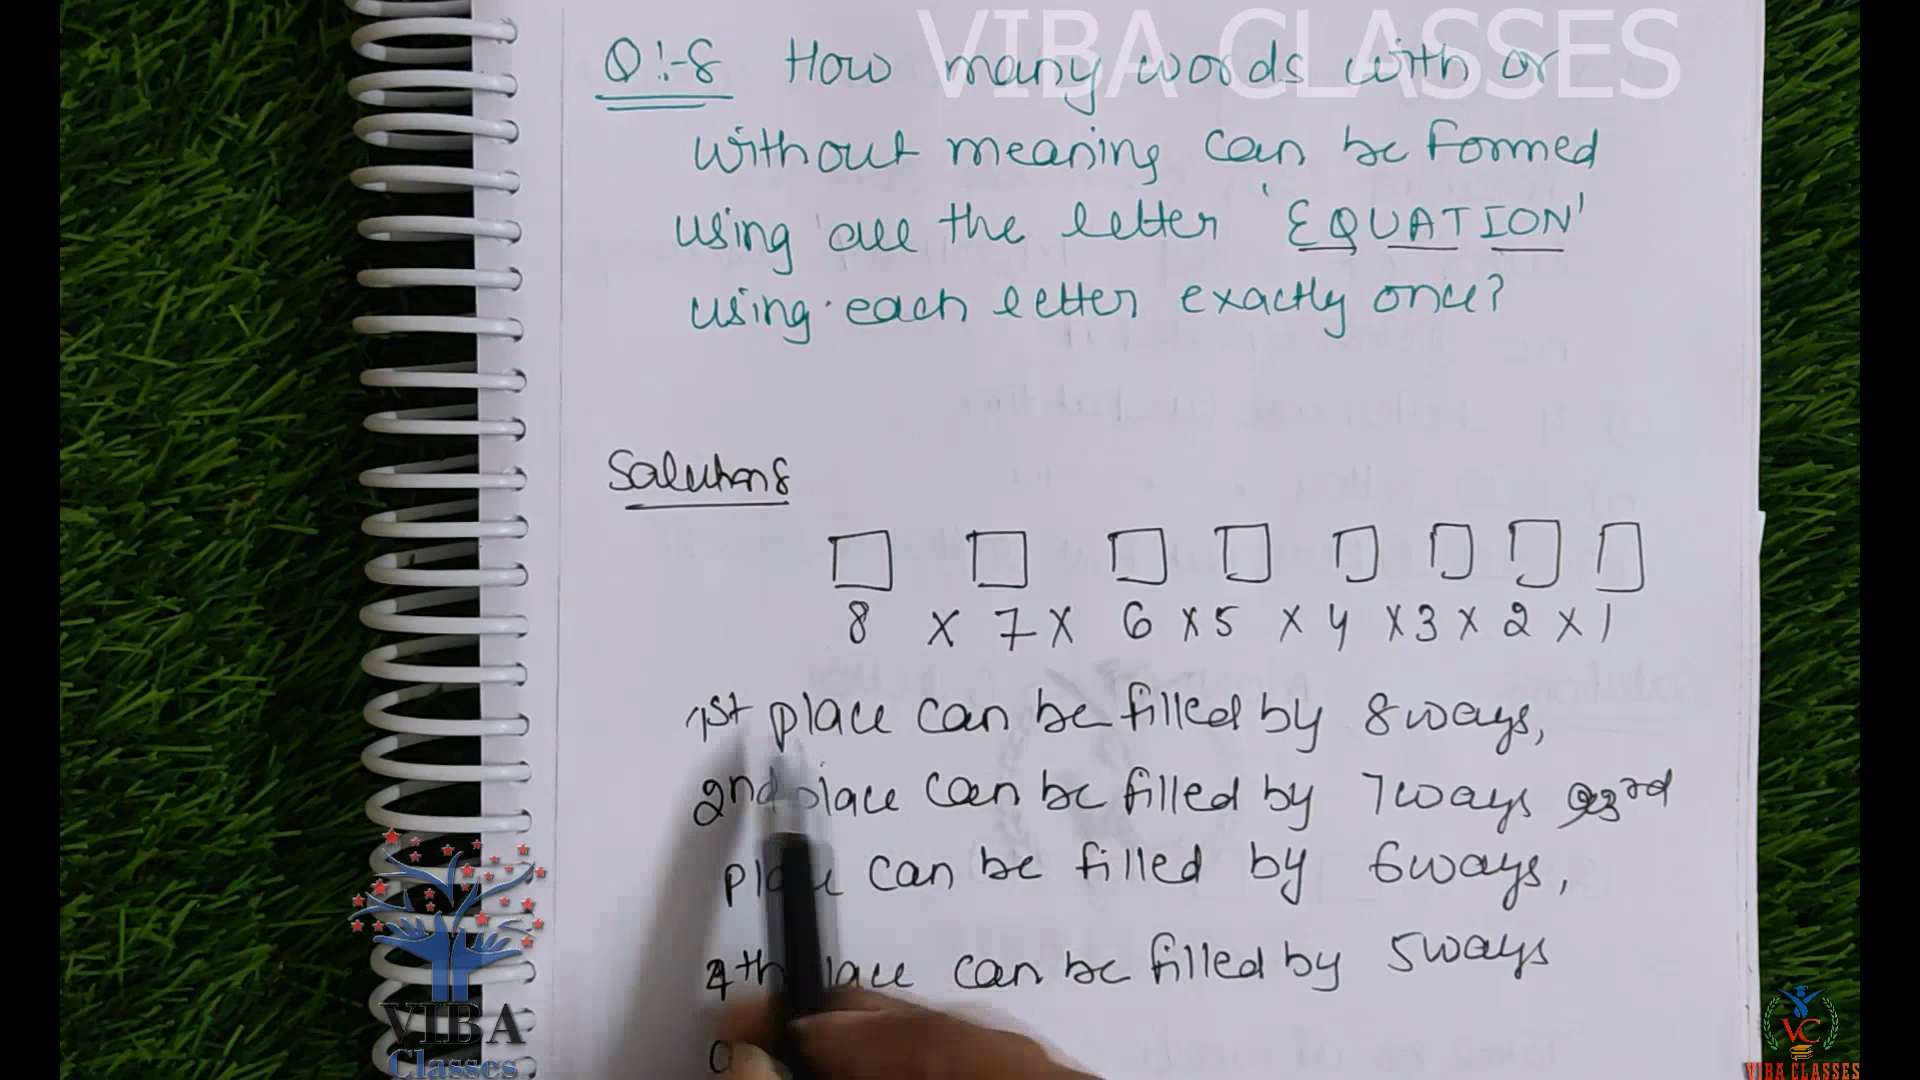 VIBA CLASSES
Q:-8 How many words with or
without meaning can be formed
using all the letter 'EQUATION'
using each letter exactly once?
Solutions
8 x 7 x 6 x 5 x 4 x 3 x 2 x 1
1st place can be filled by 8 ways,
2nd place can be filled by 7 ways 3rd
place can be filled by 6 ways,
4th place can be filled by 5 ways
VIBA
Classes
VC
VIBA CLASSES